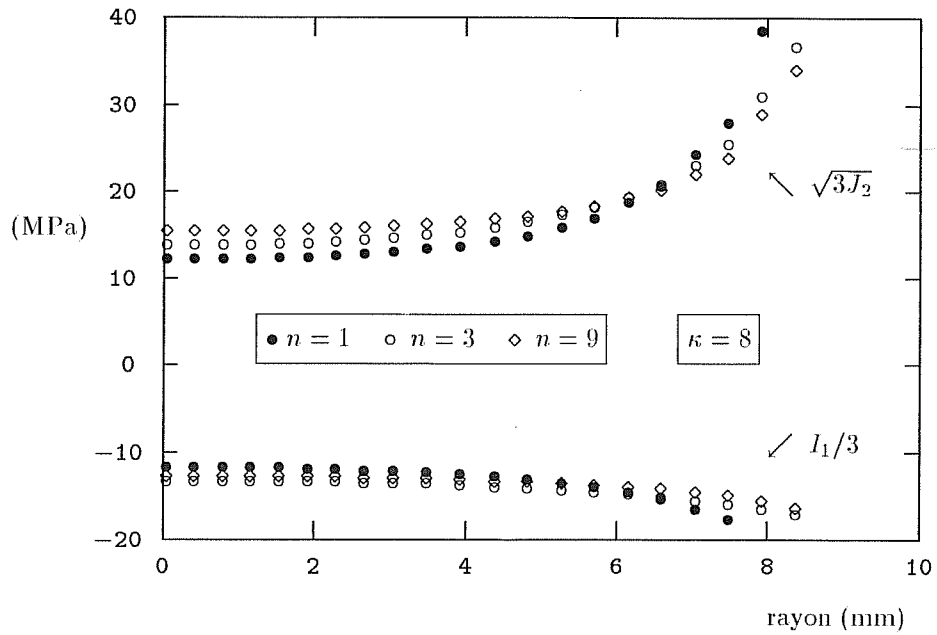 40
30
20
10
0
−10
−20
(MPa)
√3J₂
n = 1 n = 3 n = 9
κ = 8
I₁/3
0 2 4 6 8 10
rayon (mm)